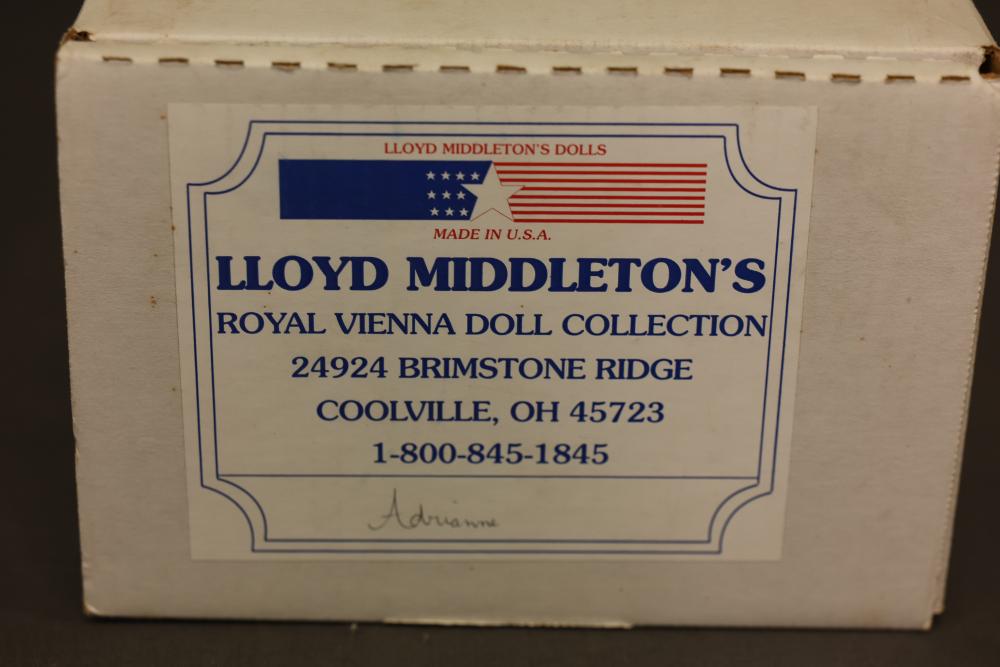 LLOYD MIDDLETON'S DOLLS
MADE IN U.S.A.
LLOYD MIDDLETON'S
ROYAL VIENNA DOLL COLLECTION
24924 BRIMSTONE RIDGE
COOLVILLE, OH 45723
1-800-845-1845
Adrianne